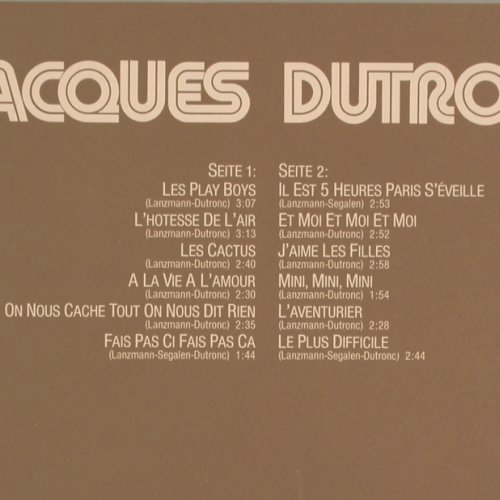 ACQUES DUTRO
SEITE 1:
LES PLAY BOYS
(Lanzmann-Dutronc) 3:07
L'HOTESSE DE L'AIR
(Lanzmann-Dutronc) 3:13
LES CACTUS
(Lanzmann-Dutronc) 2:40
A LA VIE A L'AMOUR
(Lanzmann-Dutronc) 2:30
ON NOUS CACHE TOUT ON NOUS DIT RIEN
(Lanzmann-Dutronc) 2:35
FAIS PAS CI FAIS PAS CA
(Lanzmann-Segalen-Dutronc) 1:44
SEITE 2:
IL EST 5 HEURES PARIS S'ÉVEILLE
(Lanzmann-Segalen) 2:53
ET MOI ET MOI ET MOI
(Lanzmann-Dutronc) 2:52
J'AIME LES FILLES
(Lanzmann-Dutronc) 2:58
MINI, MINI, MINI
(Lanzmann-Dutronc) 1:54
L'AVENTURIER
(Lanzmann-Dutronc) 2:28
LE PLUS DIFFICILE
(Lanzmann-Segalen-Dutronc) 2:44